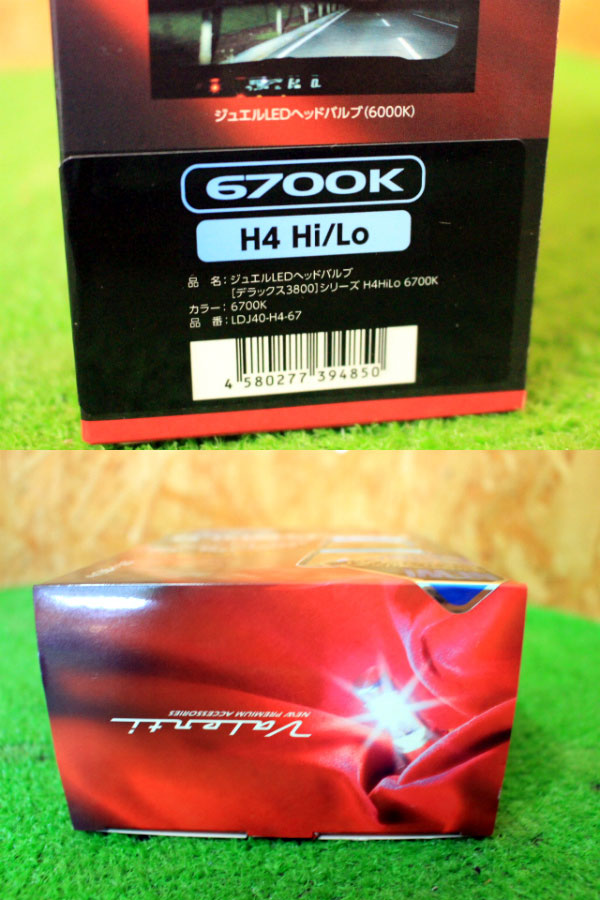 ジュエルLEDヘッドバルブ(6000K)
6700K
H4 Hi/Lo
品　名：ジュエルLEDヘッドバルブ
[デラックス3800]シリーズ H4HiLo 6700K
カラー：6700K
品　番：LDJ40-H4-67
4 580277 394850
Valenti
NEW PREMIUM ACCESSORIES